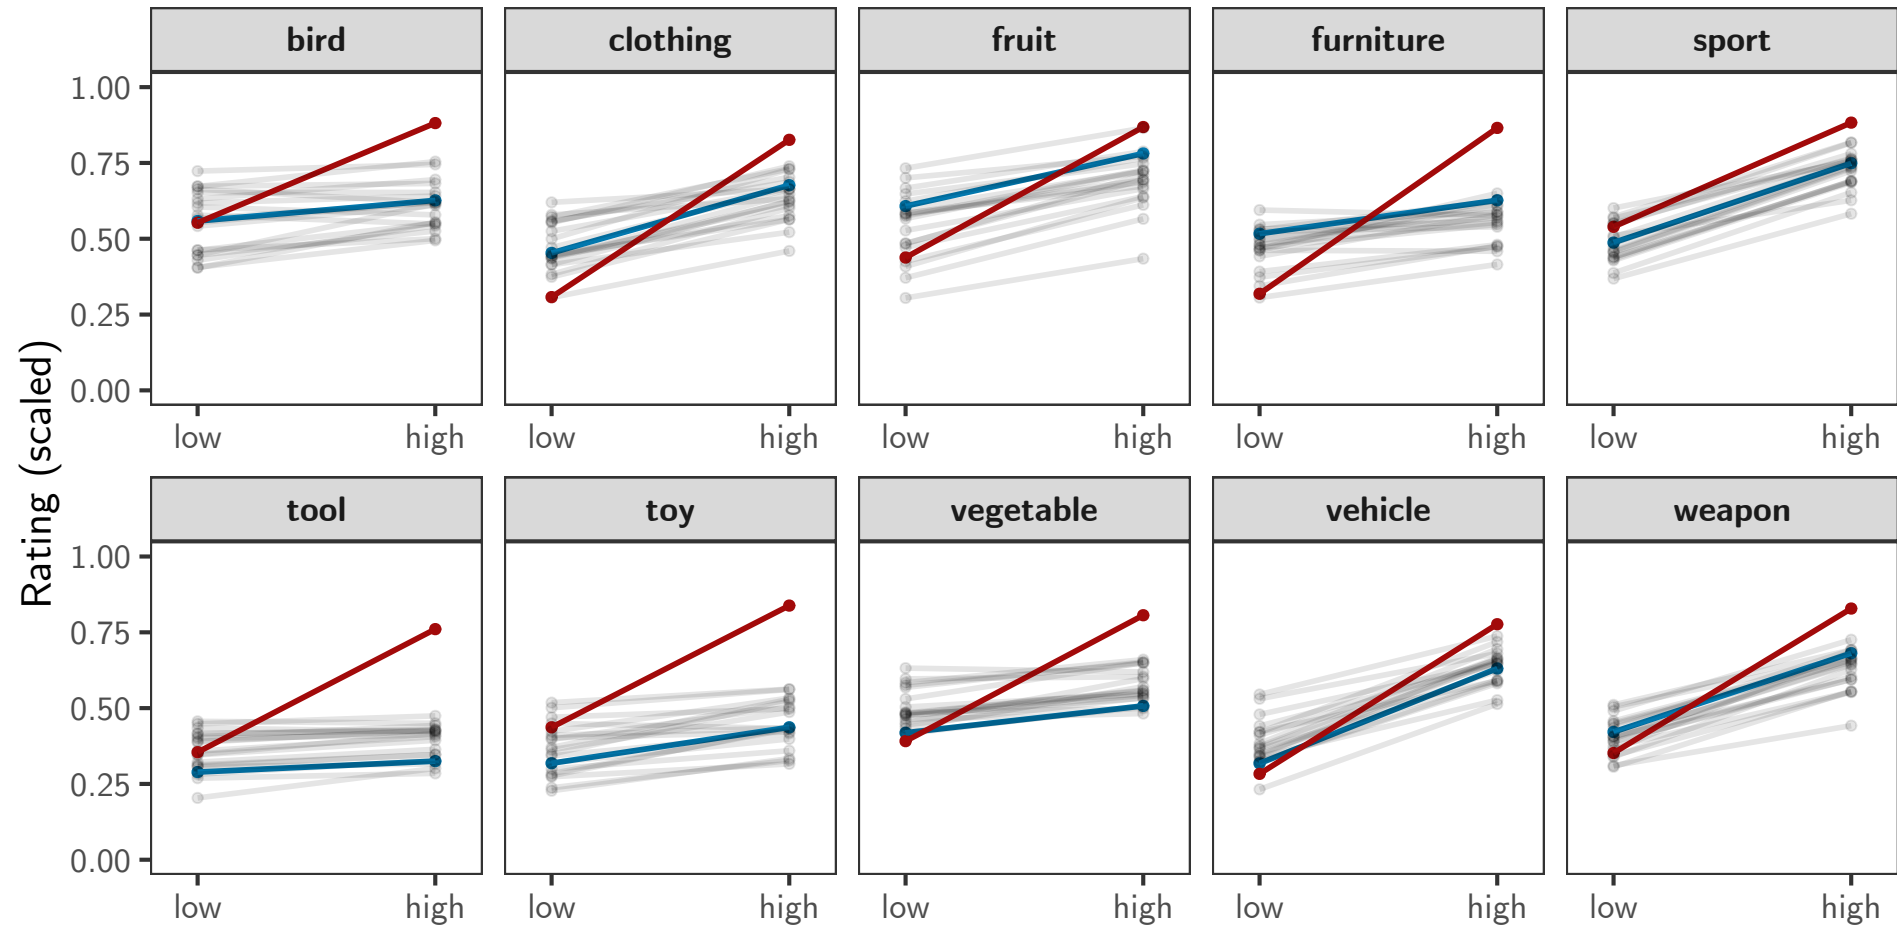 bird clothing fruit furniture sport
1.00
0.75
0.50
0.25
0.00
low high low high low high low high low high
Rating (scaled)
tool toy vegetable vehicle weapon
1.00
0.75
0.50
0.25
0.00
low high low high low high low high low high